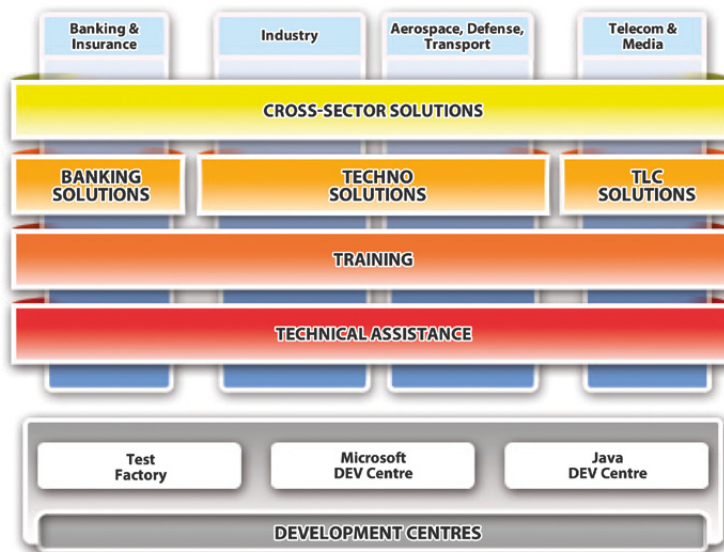 Banking &
Insurance
Industry
Aerospace, Defense,
Transport
Telecom &
Media
CROSS-SECTOR SOLUTIONS
BANKING
SOLUTIONS
TECHNO
SOLUTIONS
TLC
SOLUTIONS
TRAINING
TECHNICAL ASSISTANCE
Test
Factory
Microsoft
DEV Centre
Java
DEV Centre
DEVELOPMENT CENTRES